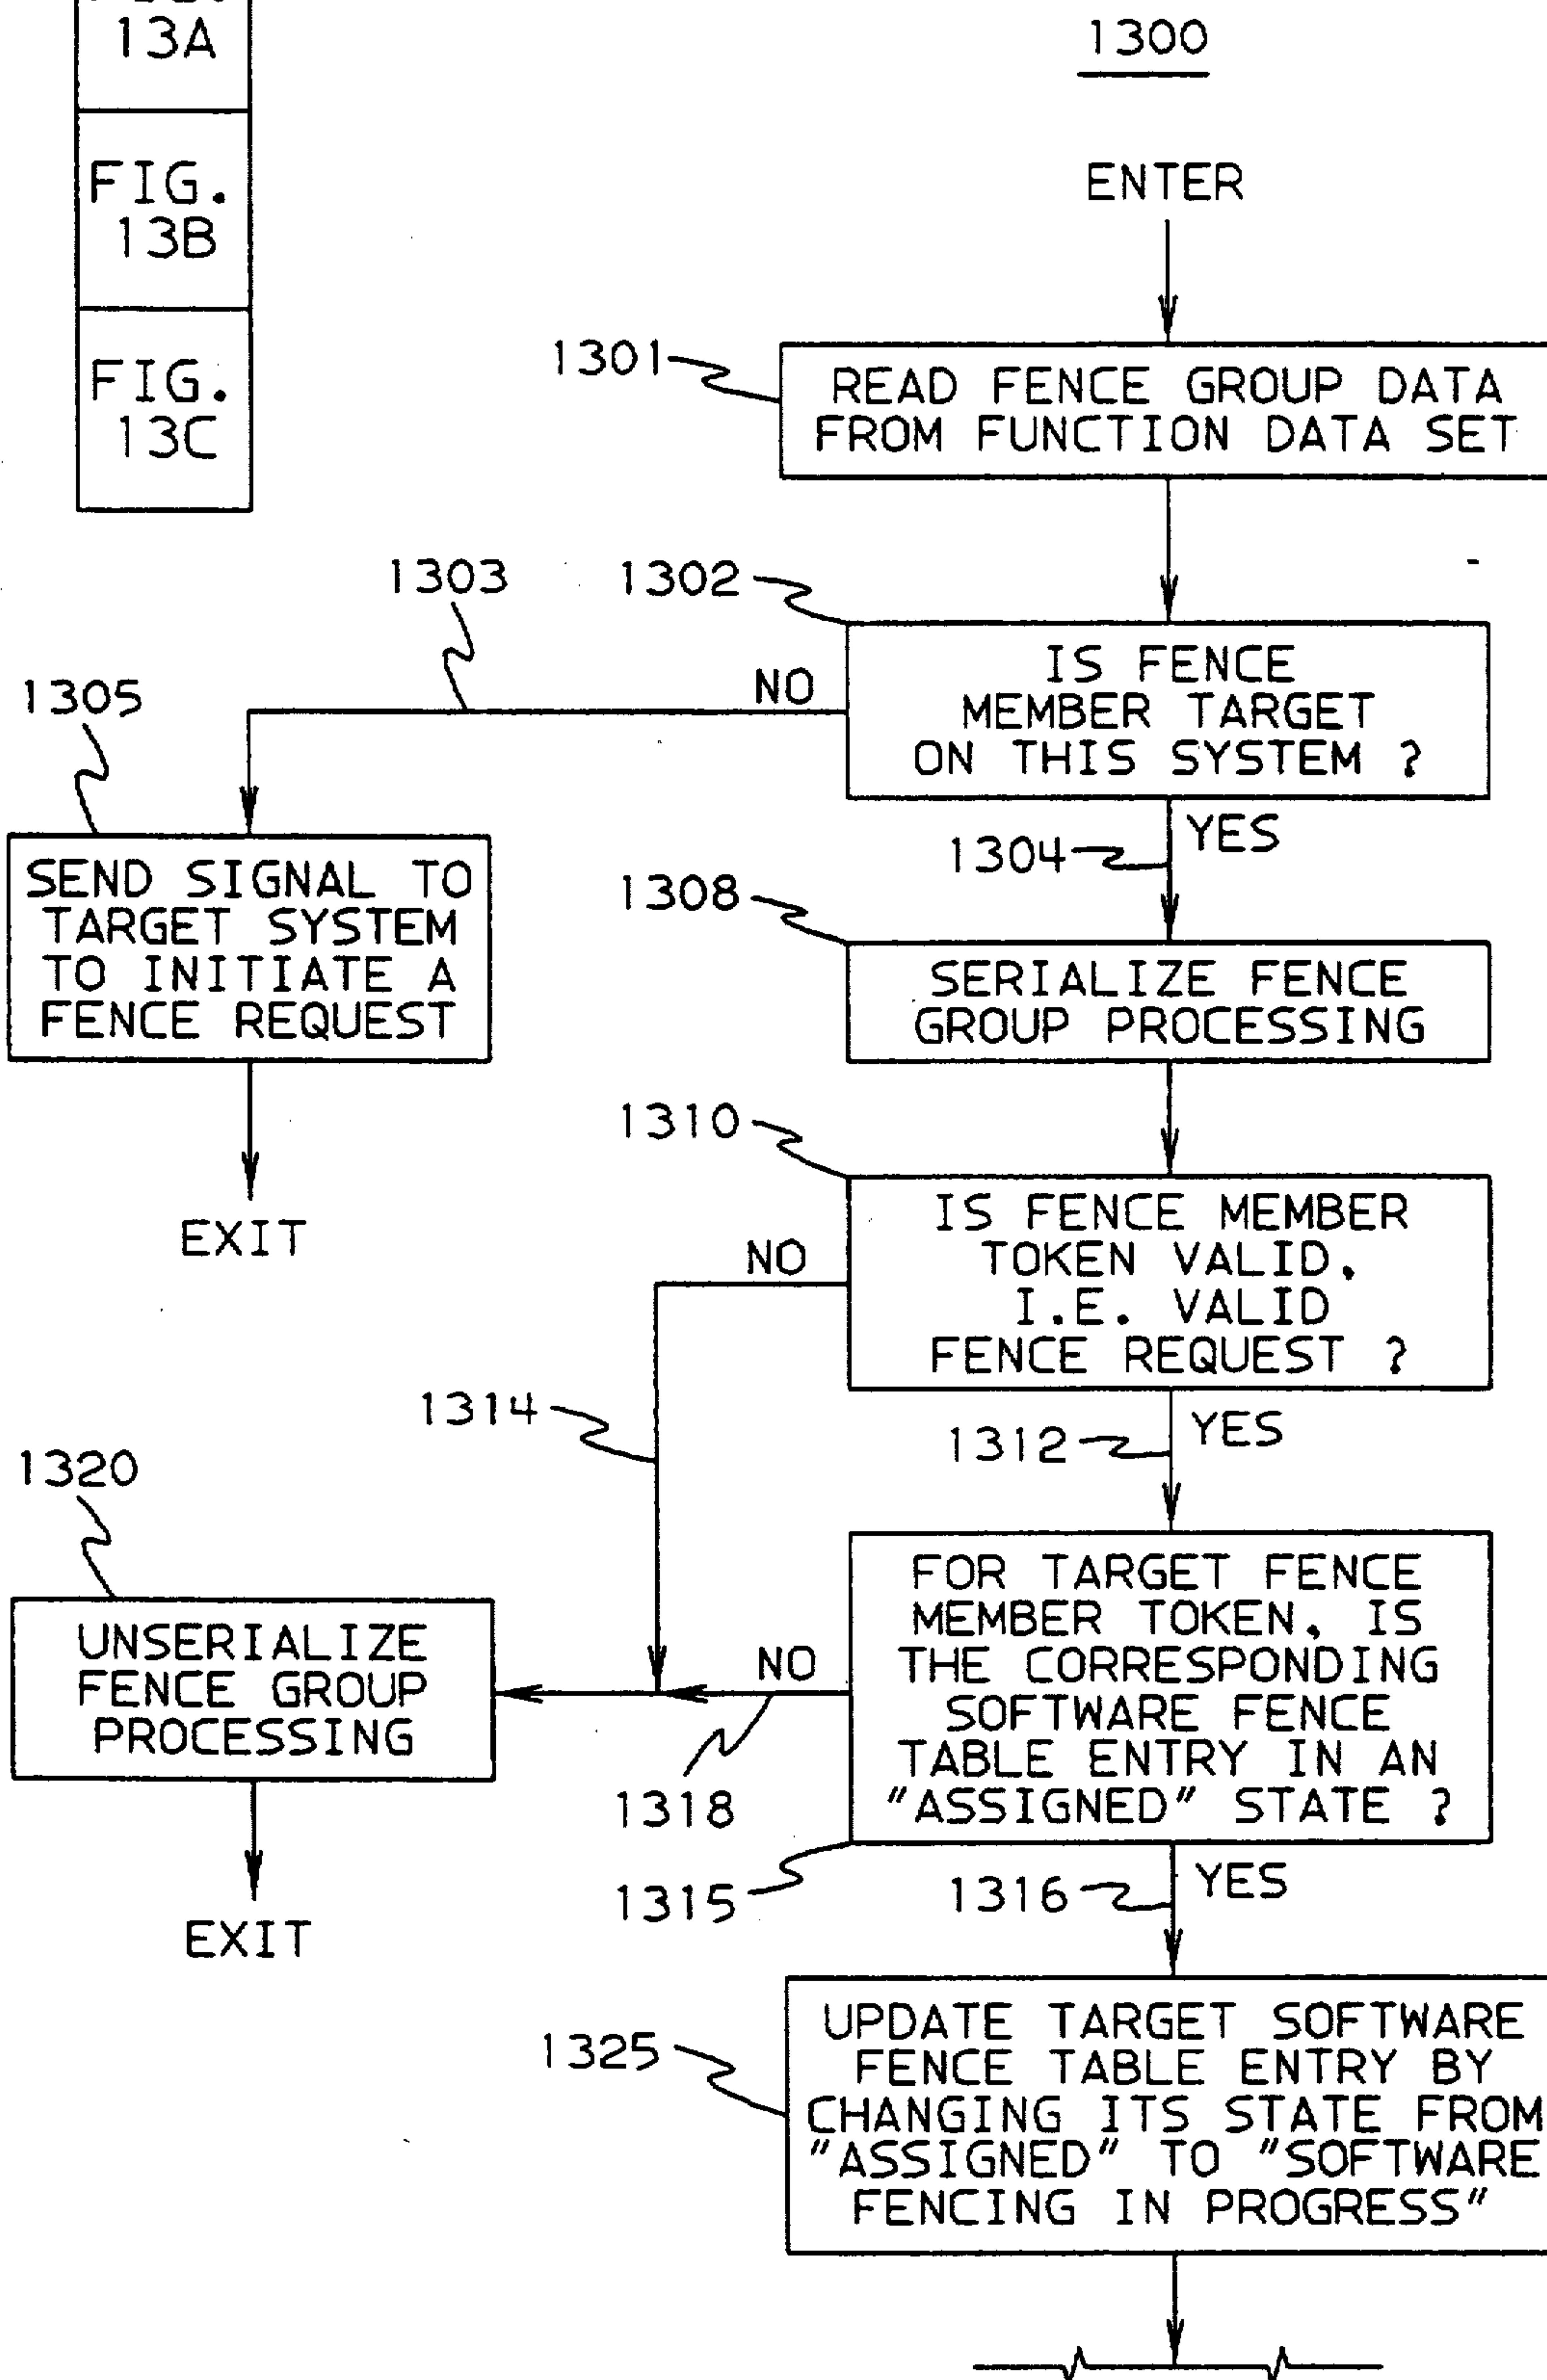 13A
FIG.
13B
FIG.
13C
1300
ENTER
1301
READ FENCE GROUP DATA
FROM FUNCTION DATA SET
1303
1302
IS FENCE
MEMBER TARGET
ON THIS SYSTEM ?
NO
YES
1304
1305
SEND SIGNAL TO
TARGET SYSTEM
TO INITIATE A
FENCE REQUEST
EXIT
1308
SERIALIZE FENCE
GROUP PROCESSING
1310
IS FENCE MEMBER
TOKEN VALID,
I.E. VALID
FENCE REQUEST ?
NO
1314
YES
1312
FOR TARGET FENCE
MEMBER TOKEN, IS
THE CORRESPONDING
SOFTWARE FENCE
TABLE ENTRY IN AN
"ASSIGNED" STATE ?
NO
1318
1315
1320
UNSERIALIZE
FENCE GROUP
PROCESSING
EXIT
1316
YES
1325
UPDATE TARGET SOFTWARE
FENCE TABLE ENTRY BY
CHANGING ITS STATE FROM
"ASSIGNED" TO "SOFTWARE
FENCING IN PROGRESS"